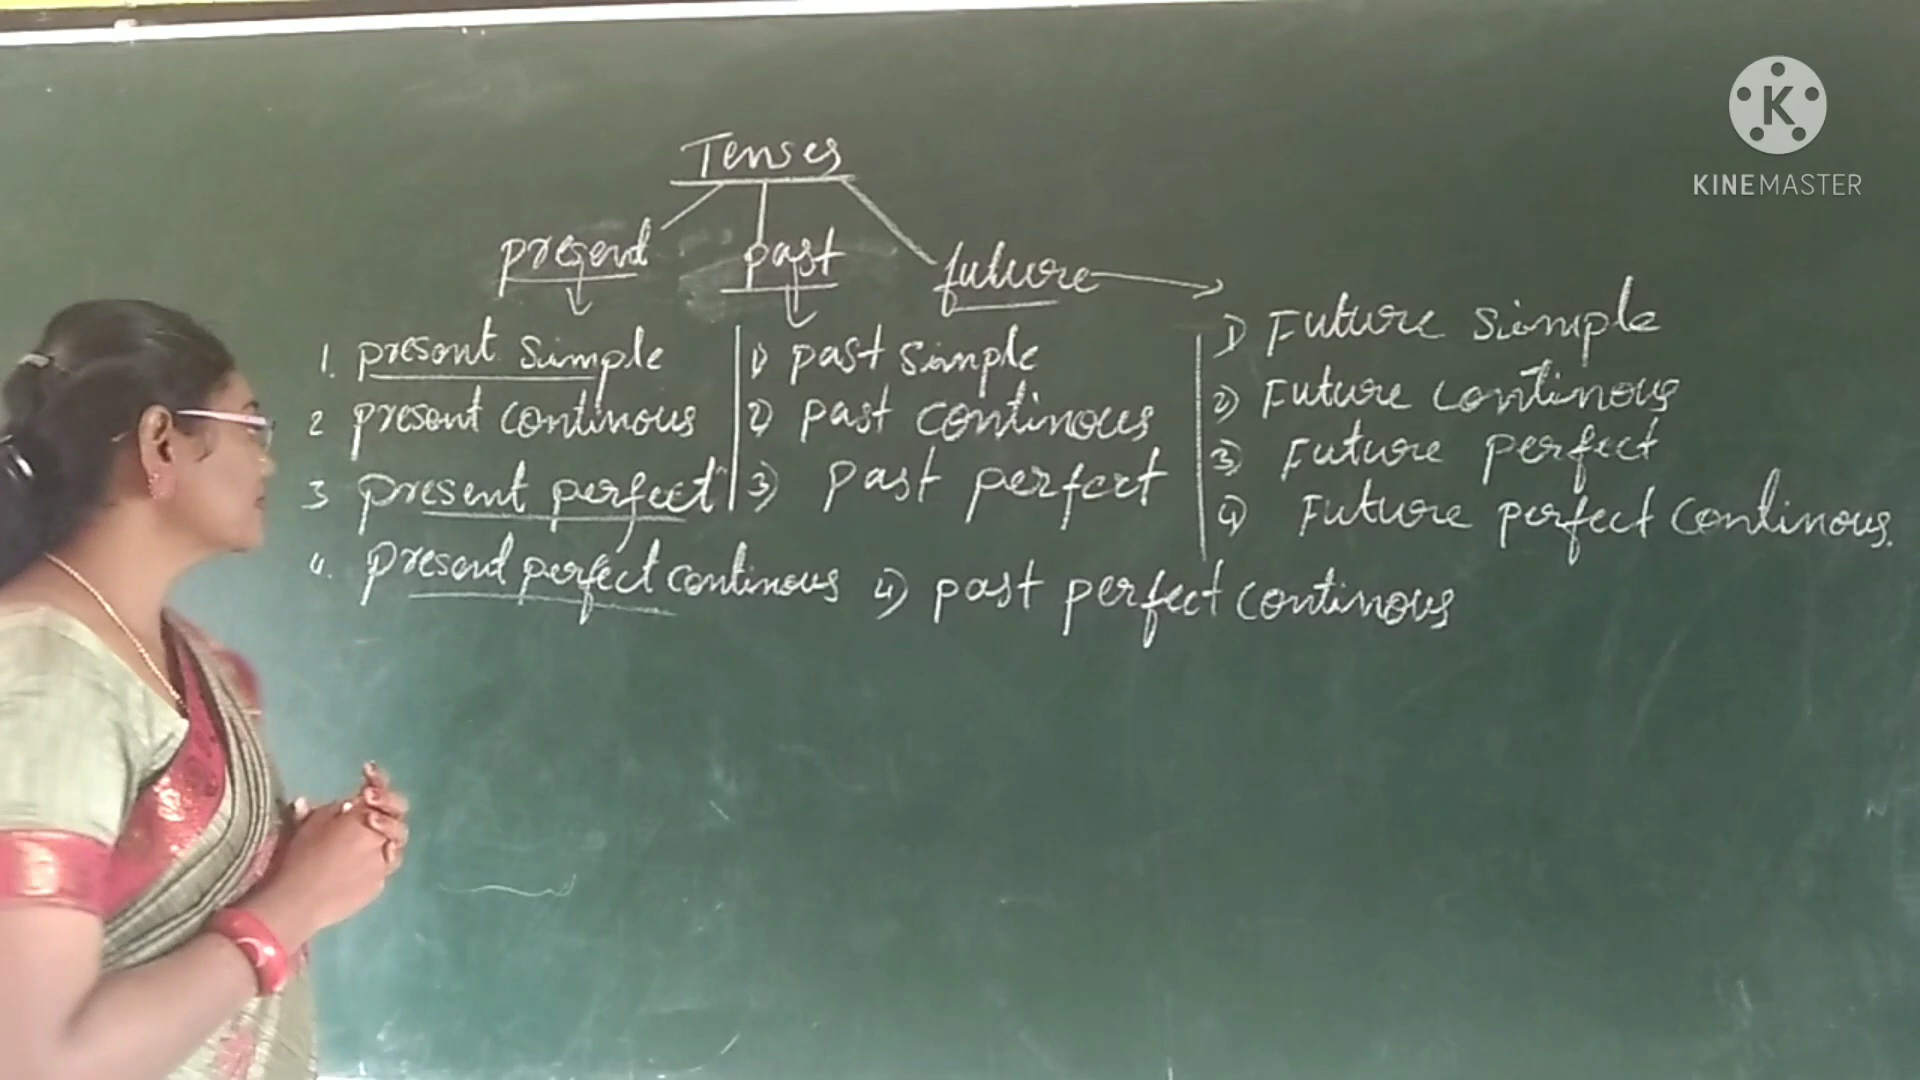 Tenses
present past future
1. present simple
2 present continous
3 present perfect
4. present perfect continous
1) past simple
2) past continous
3) past perfect
4) past perfect continous
1) Future simple
2) Future continous
3) Future perfect
4) Future perfect continous.
K
KINEMASTER